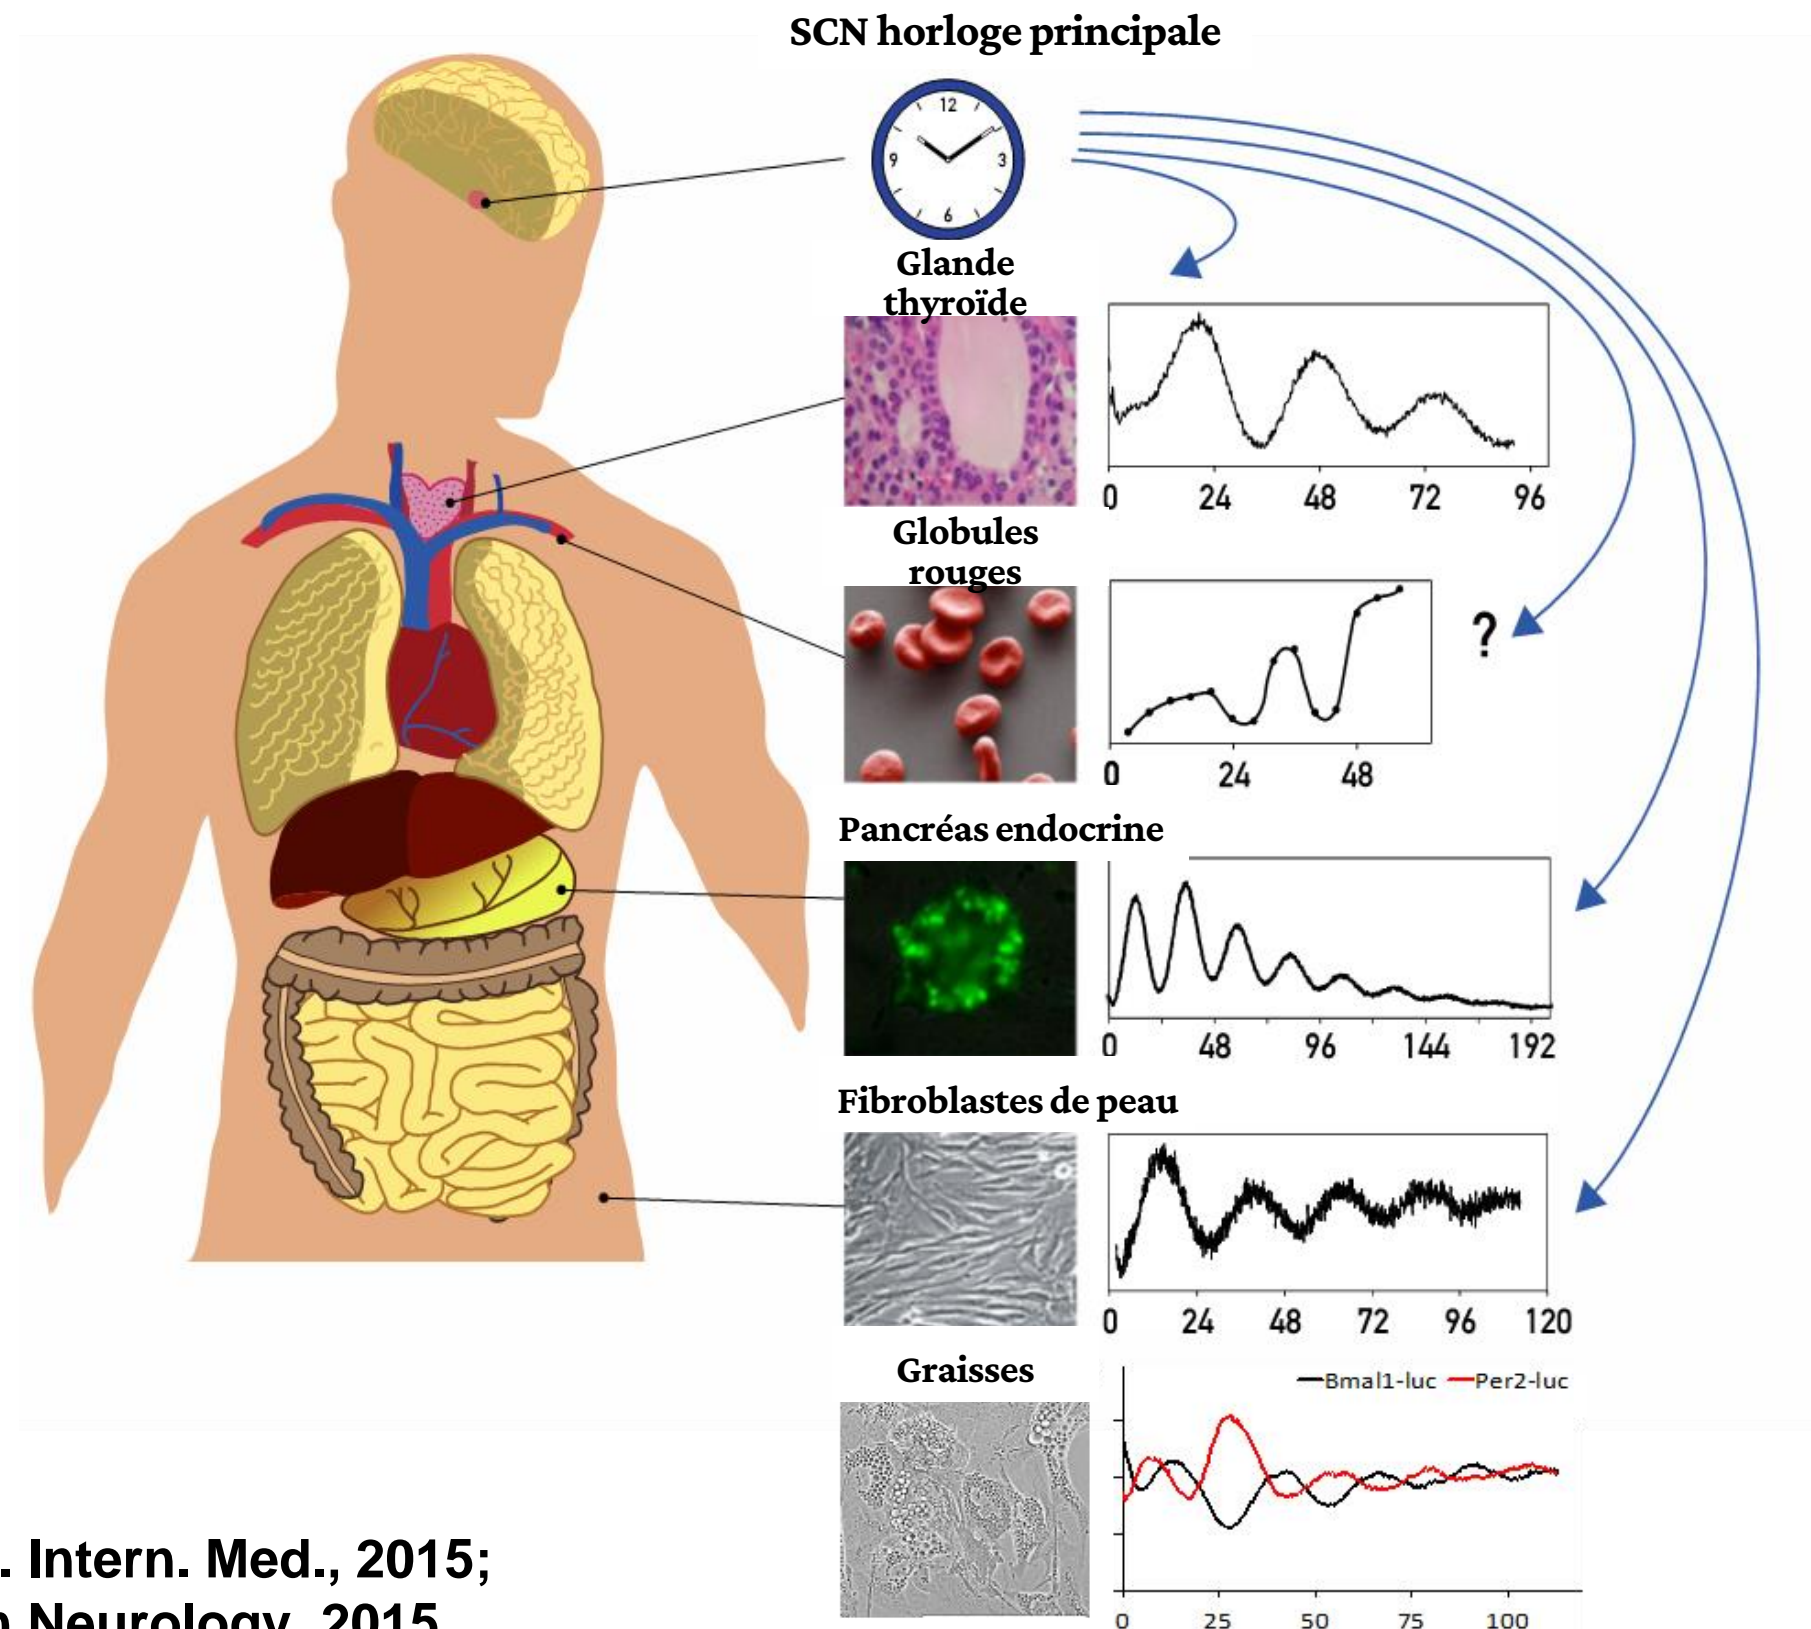 SCN horloge principale
12
9
3
6
Glande
thyroïde
0 24 48 72 96
Globules
rouges
?
0 24 48
Pancréas endocrine
0 48 96 144 192
Fibroblastes de peau
0 24 48 72 96 120
Graisses
Bmal1-luc Per2-luc
0 25 50 75 100
. Intern. Med., 2015;
Neurology, 2015